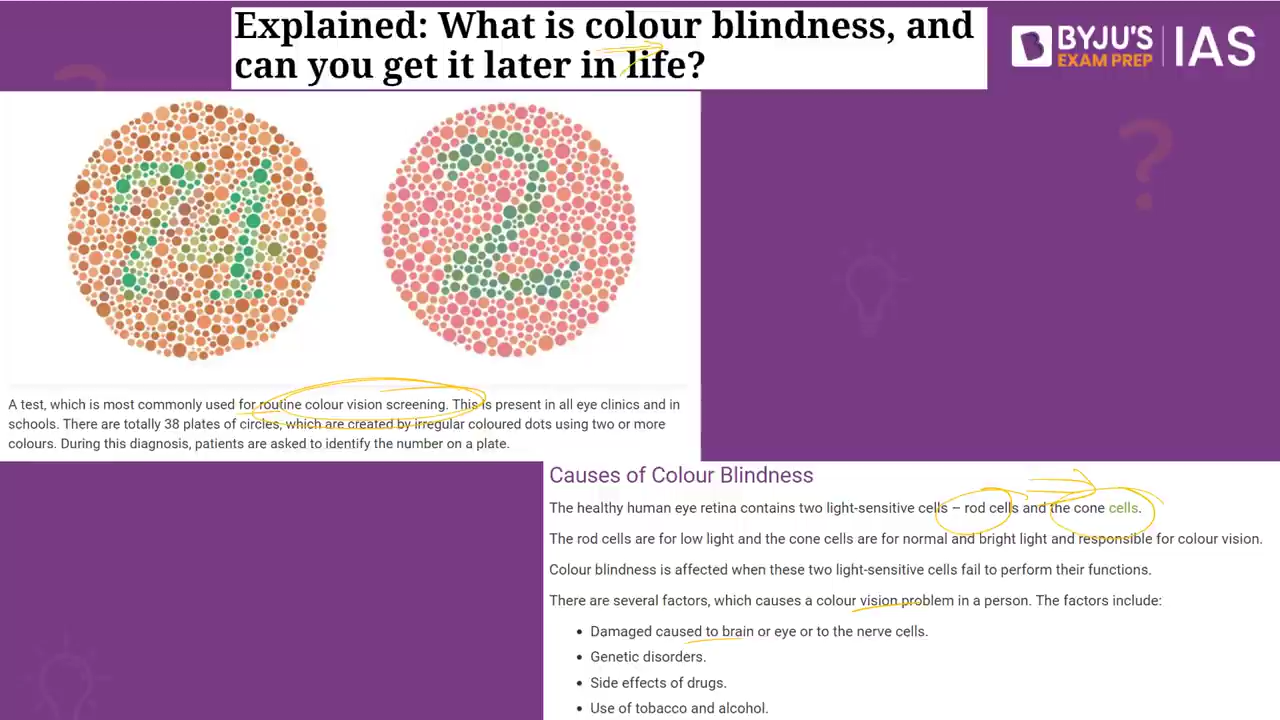 Explained: What is colour blindness, and
can you get it later in life?
BYJU'S
EXAM PREP
IAS
74
2
A test, which is most commonly used for routine colour vision screening. This is present in all eye clinics and in
schools. There are totally 38 plates of circles, which are created by irregular coloured dots using two or more
colours. During this diagnosis, patients are asked to identify the number on a plate.
Causes of Colour Blindness
The healthy human eye retina contains two light-sensitive cells – rod cells and the cone cells.
The rod cells are for low light and the cone cells are for normal and bright light and responsible for colour vision.
Colour blindness is affected when these two light-sensitive cells fail to perform their functions.
There are several factors, which causes a colour vision problem in a person. The factors include:
• Damaged caused to brain or eye or to the nerve cells.
• Genetic disorders.
• Side effects of drugs.
• Use of tobacco and alcohol.